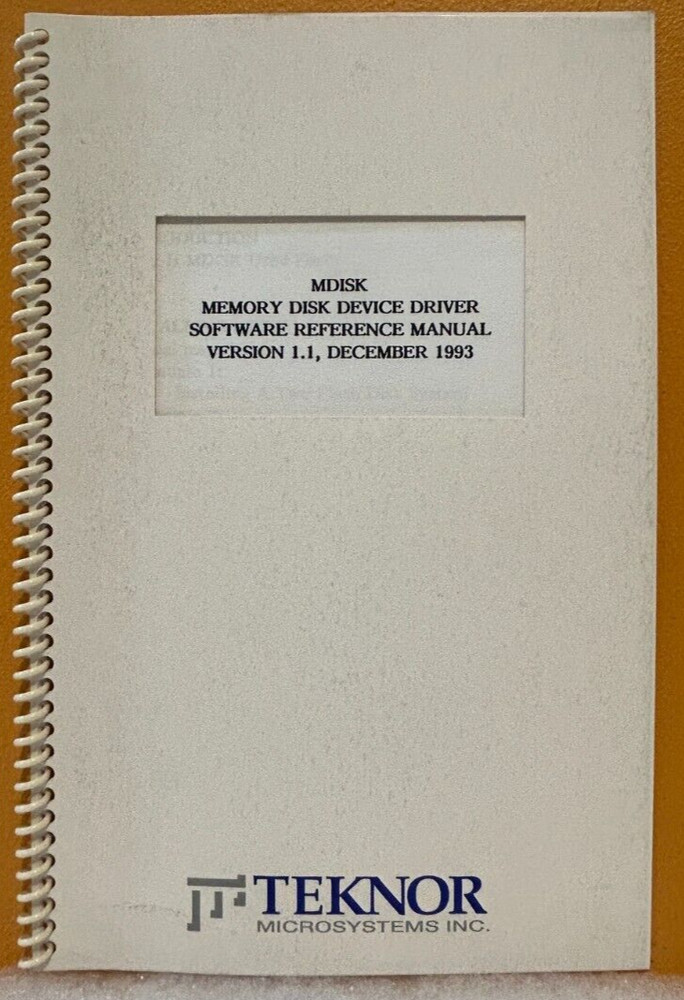 MDISK
MEMORY DISK DEVICE DRIVER
SOFTWARE REFERENCE MANUAL
VERSION 1.1, DECEMBER 1993
TEKNOR
MICROSYSTEMS INC.